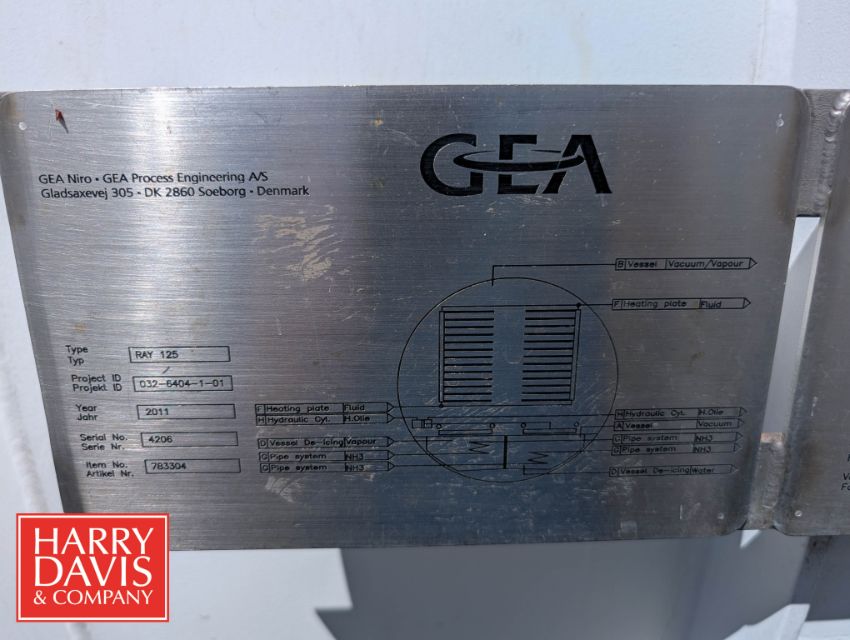 GEA Niro · GEA Process Engineering A/S
Gladsaxevej 305 · DK 2860 Soeborg · Denmark
GEA
B Vessel Vacuum/Vapour
F Heating plate Fluid
Type
Typ
RAY 125
Project ID
Projekt ID
032-6404-1-01
Year
Jahr
2011
Serial No.
Serie Nr.
4206
Item No.
Artikel Nr.
783304
F Heating plate Fluid
H Hydraulic Cyl. H.Olie
D Vessel De-icing Vapour
G Pipe system NH3
G Pipe system NH3
H Hydraulic Cyl. H.Olie
A Vessel Vacuum
Pipe system NH3
Pipe system NH3
D Vessel De-icing Water
HARRY
DAVIS
& COMPANY